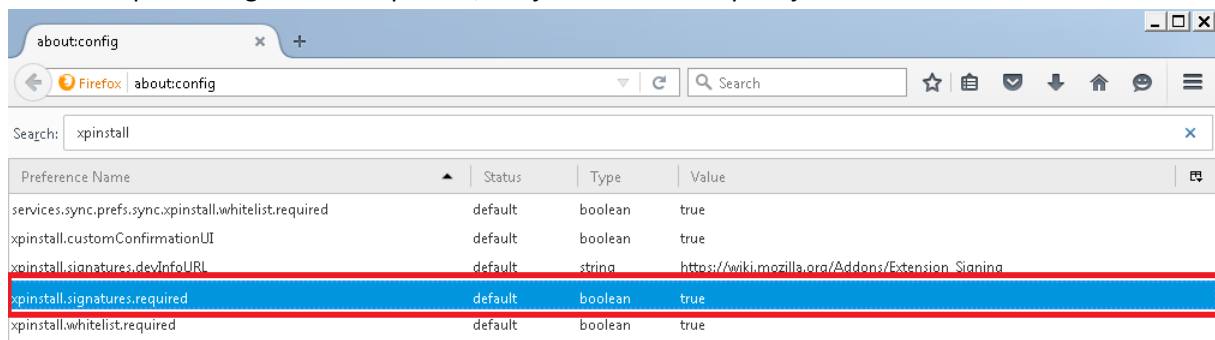 about:config
Firefox about:config Search
Search: xpinstall
Preference Name Status Type Value
services.sync.prefs.sync.xpinstall.whitelist.required default boolean true
xpinstall.customConfirmationUI default boolean true
xpinstall.signatures.devInfoURL default string https://wiki.mozilla.org/Addons/Extension_Signing
xpinstall.signatures.required default boolean true
xpinstall.whitelist.required default boolean true